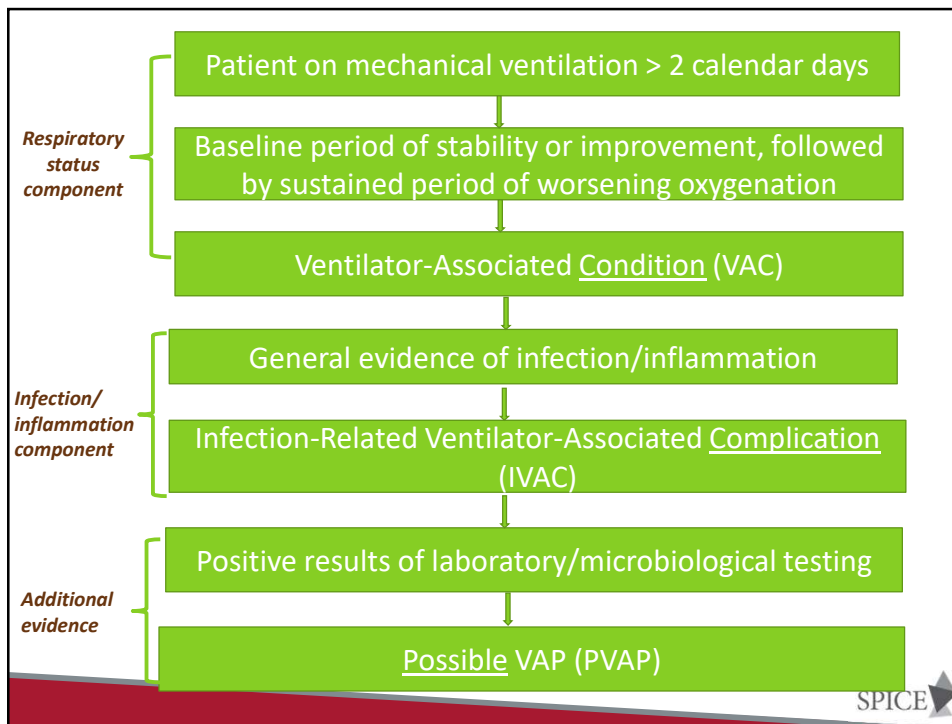 Patient on mechanical ventilation > 2 calendar days
Respiratory
status
component
Baseline period of stability or improvement, followed
by sustained period of worsening oxygenation
Ventilator-Associated Condition (VAC)
General evidence of infection/inflammation
Infection/
inflammation
component
Infection-Related Ventilator-Associated Complication
(IVAC)
Positive results of laboratory/microbiological testing
Additional
evidence
Possible VAP (PVAP)
SPICE